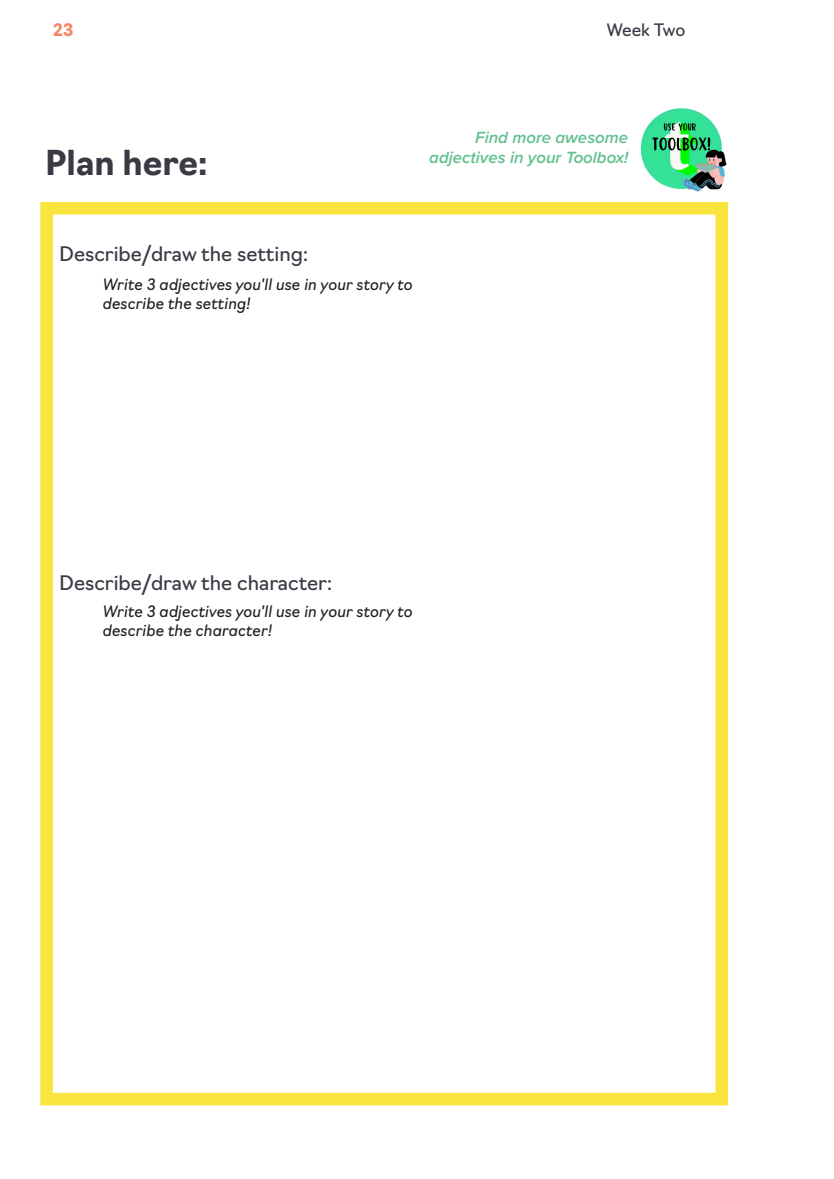 23
Week Two
Find more awesome
adjectives in your Toolbox!
USE YOUR
TOOLBOX!
Plan here:
Describe/draw the setting:
Write 3 adjectives you'll use in your story to
describe the setting!
Describe/draw the character:
Write 3 adjectives you'll use in your story to
describe the character!